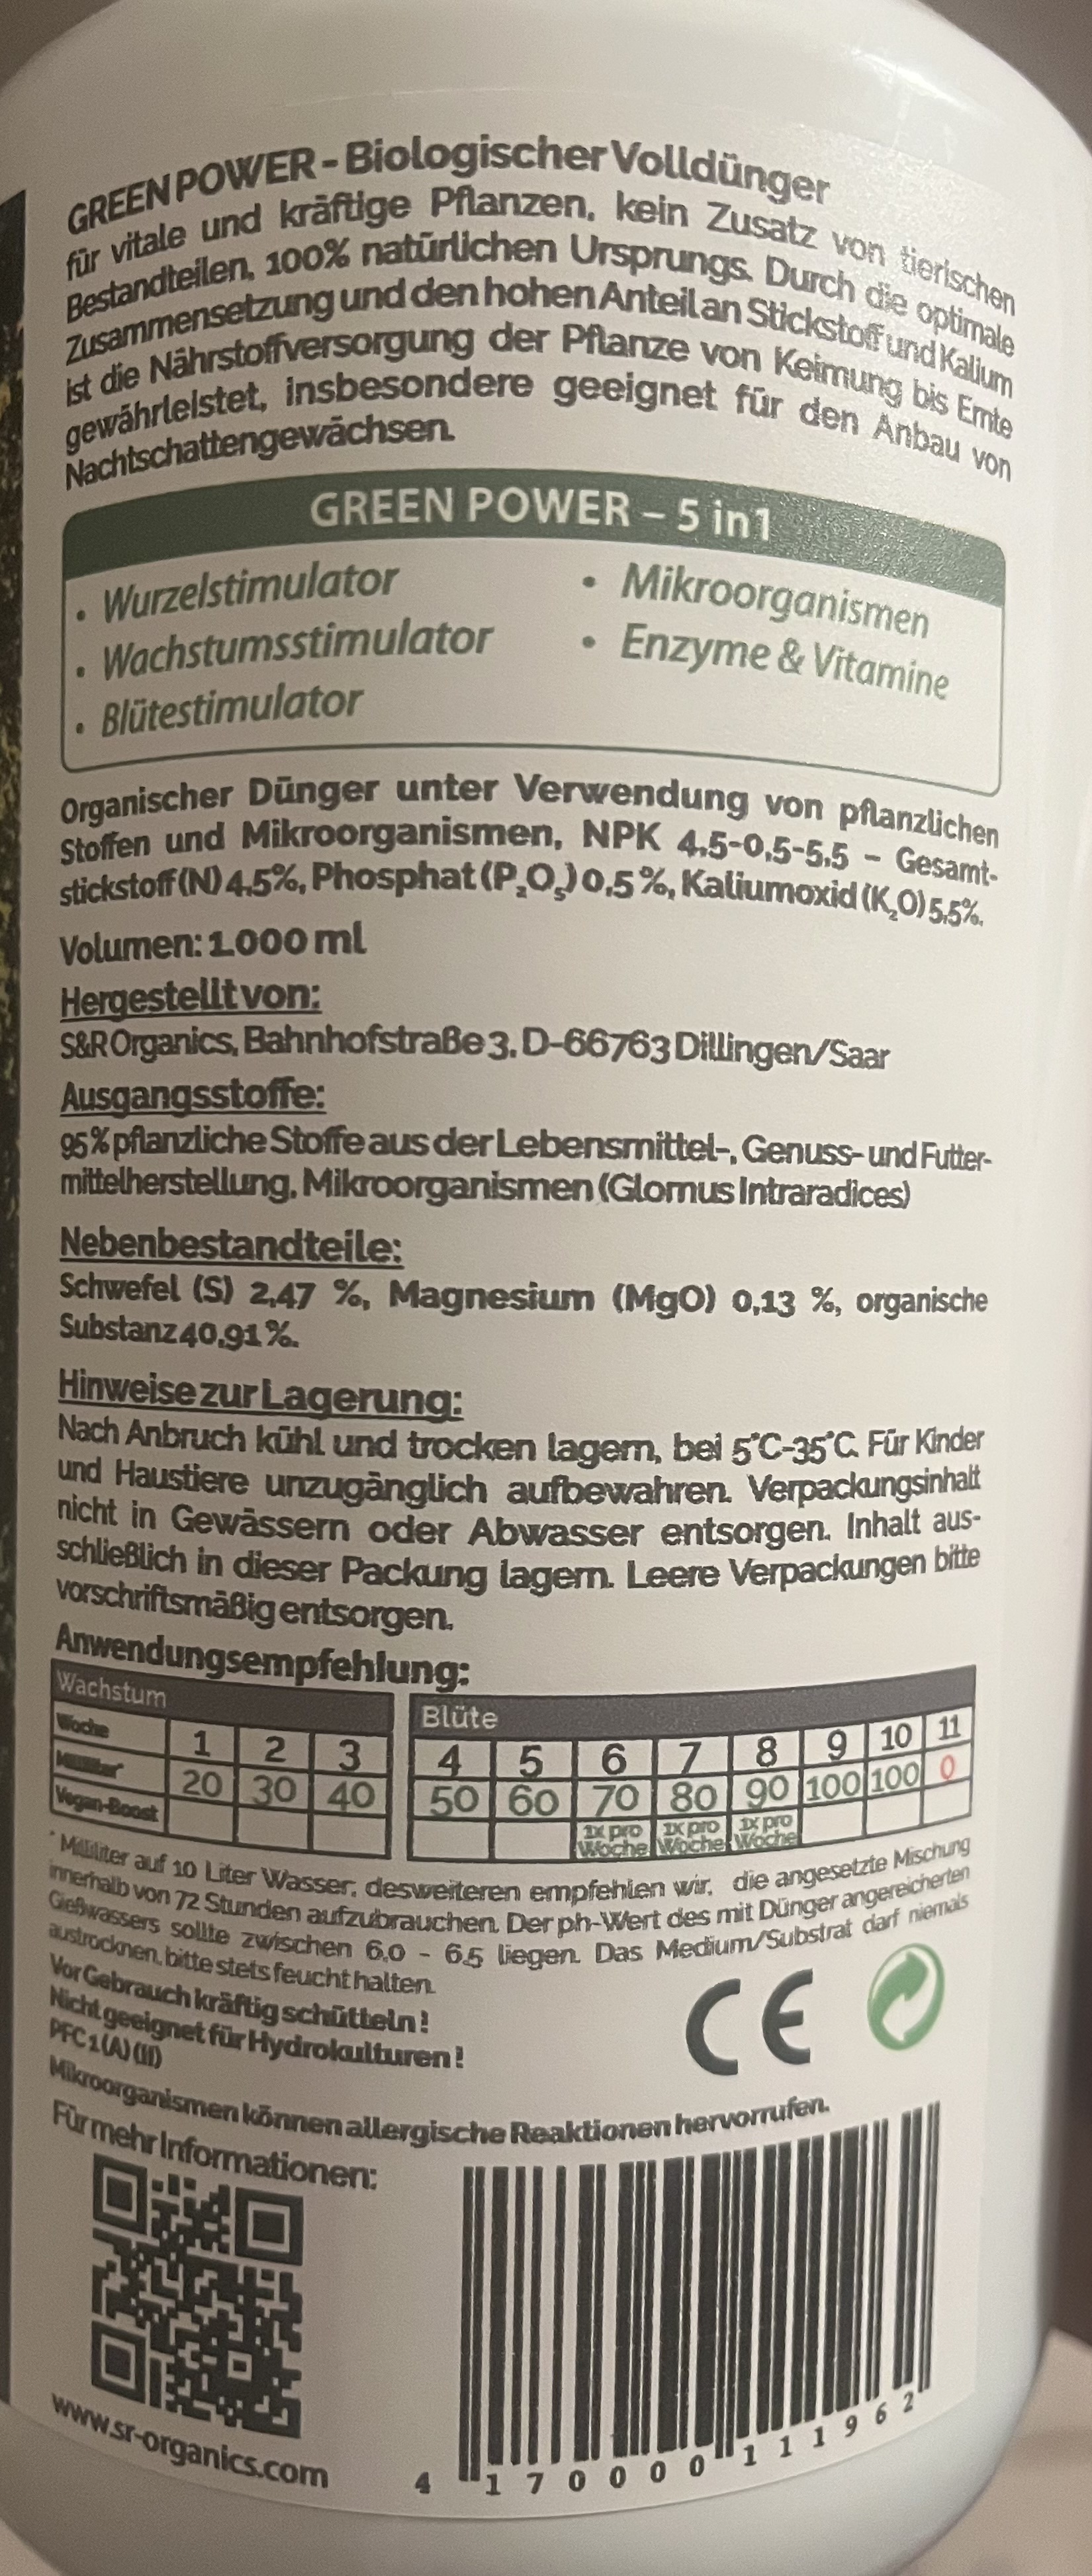 GREEN POWER - Biologischer Volldünger
für vitale und kräftige Pflanzen, kein Zusatz von tierischen
Bestandteilen, 100% natürlichen Ursprungs. Durch die optimale
Zusammensetzung und den hohen Anteil an Stickstoff und Kalium
ist die Nährstoffversorgung der Pflanze von Keimung bis Ernte
gewährleistet, insbesondere geeignet für den Anbau von
Nachtschattengewächsen.
GREEN POWER – 5 in1
• Wurzelstimulator
• Wachstumsstimulator
• Blütestimulator
• Mikroorganismen
• Enzyme & Vitamine
Organischer Dünger unter Verwendung von pflanzlichen
Stoffen und Mikroorganismen, NPK 4,5-0,5-5,5 – Gesamt-
stickstoff (N) 4,5%, Phosphat (P₂O₅) 0,5 %, Kaliumoxid (K₂O) 5,5%.
Volumen: 1.000 ml
Hergestellt von:
S&R Organics, Bahnhofstraße 3, D-66763 Dillingen/Saar
Ausgangsstoffe:
95 % pflanzliche Stoffe aus der Lebensmittel-, Genuss- und Futter-
mittelherstellung, Mikroorganismen (Glomus Intraradices)
Nebenbestandteile:
Schwefel (S) 2,47 %, Magnesium (MgO) 0,13 %, organische
Substanz 40,91 %.
Hinweise zur Lagerung:
Nach Anbruch kühl und trocken lagern, bei 5°C-35°C. Für Kinder
und Haustiere unzugänglich aufbewahren. Verpackungsinhalt
nicht in Gewässern oder Abwasser entsorgen. Inhalt aus-
schließlich in dieser Packung lagern. Leere Verpackungen bitte
vorschriftsmäßig entsorgen.
Anwendungsempfehlung:
Wachstum Blüte
Woche 1 2 3 4 5 6 7 8 9 10 11
Milliliter* 20 30 40 50 60 70 80 90 100 100 0
Vegan-Boost 1x pro Woche 1x pro Woche 1x pro Woche
* Milliliter auf 10 Liter Wasser, desweiteren empfehlen wir, die angesetzte Mischung
innerhalb von 72 Stunden aufzubrauchen. Der ph-Wert des mit Dünger angereicherten
Gießwassers sollte zwischen 6,0 - 6,5 liegen. Das Medium/Substrat darf niemals
austrocknen, bitte stets feucht halten.
Vor Gebrauch kräftig schütteln!
Nicht geeignet für Hydrokulturen!
PFC 1 (A) (II)
CE
Mikroorganismen können allergische Reaktionen hervorrufen.
Für mehr Informationen:
www.sr-organics.com
4 170000 111962